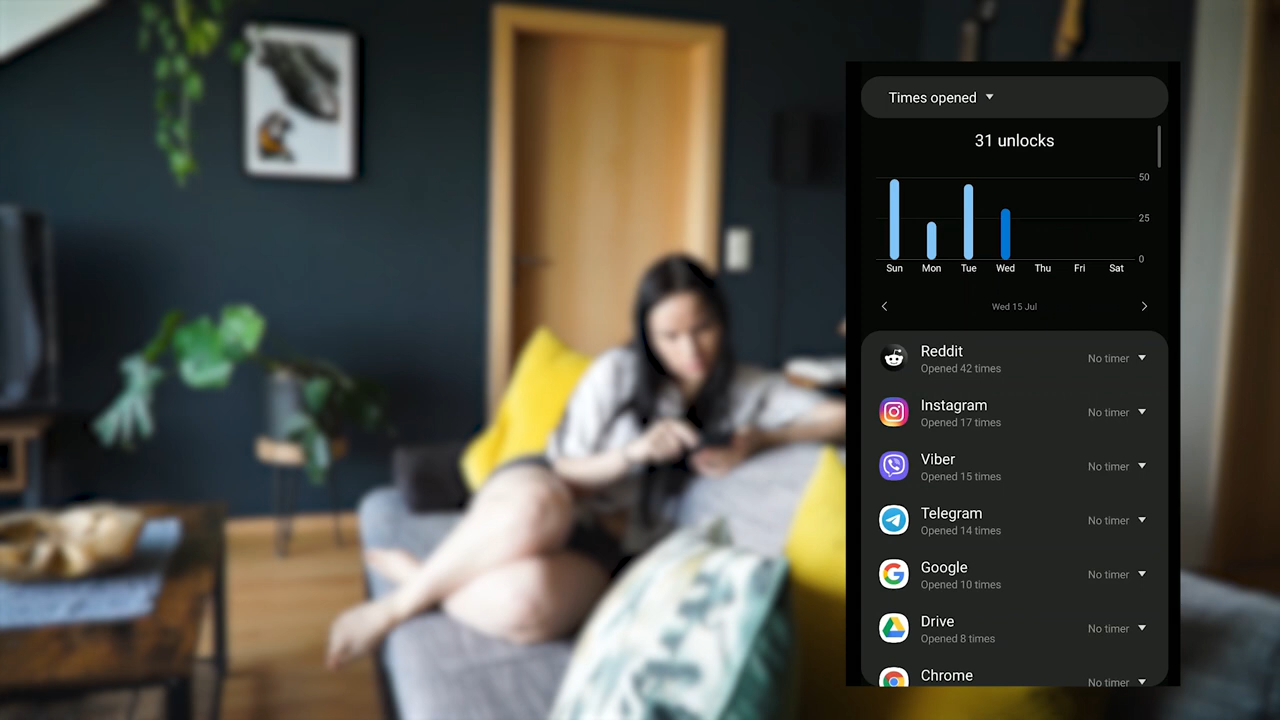 Times opened
31 unlocks
50
25
0
Sun Mon Tue Wed Thu Fri Sat
Wed 15 Jul
Reddit
Opened 42 times
No timer
Instagram
Opened 17 times
No timer
Viber
Opened 15 times
No timer
Telegram
Opened 14 times
No timer
Google
Opened 10 times
No timer
Drive
Opened 8 times
No timer
Chrome
No timer